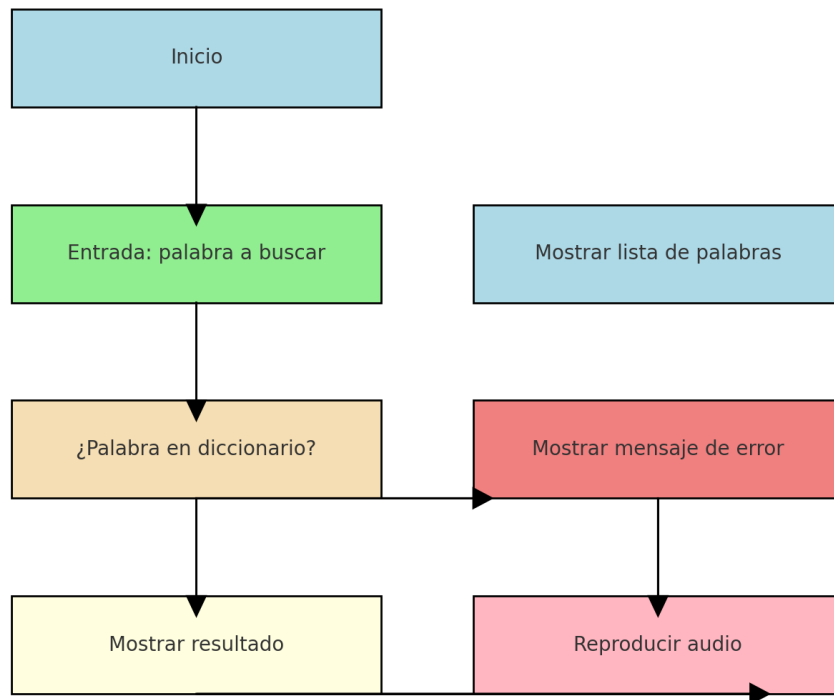 Inicio
Entrada: palabra a buscar
Mostrar lista de palabras
¿Palabra en diccionario?
Mostrar mensaje de error
Mostrar resultado
Reproducir audio